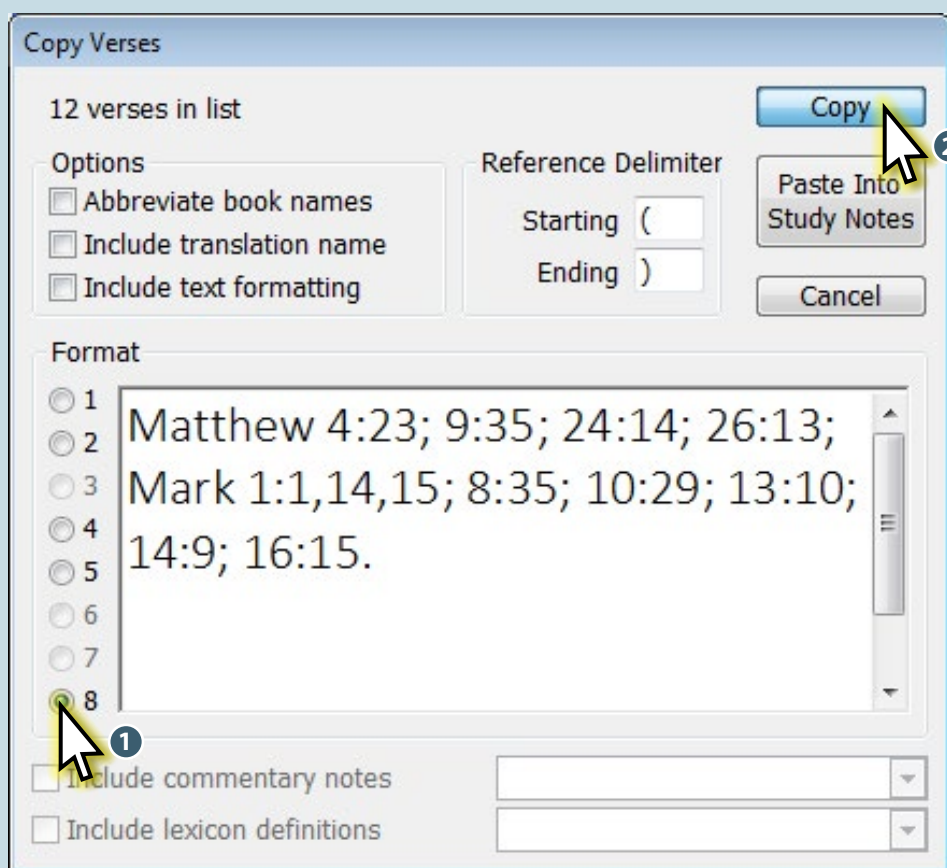 Copy Verses
12 verses in list
Copy
2
Options
Abbreviate book names
Include translation name
Include text formatting
Reference Delimiter
Starting (
Ending )
Paste Into
Study Notes
Cancel
Format
1
2
3
4
5
6
7
8
Matthew 4:23; 9:35; 24:14; 26:13;
Mark 1:1,14,15; 8:35; 10:29; 13:10;
14:9; 16:15.
1
Include commentary notes
Include lexicon definitions